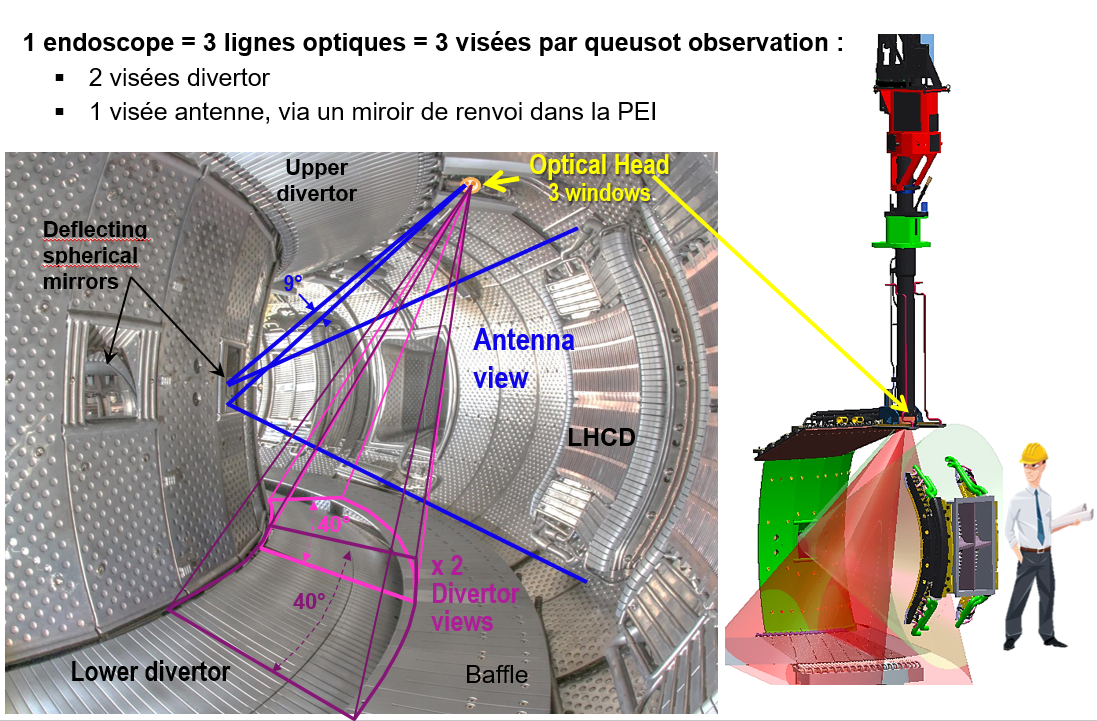 1 endoscope = 3 lignes optiques = 3 visées par queusot observation :
▪ 2 visées divertor
▪ 1 visée antenne, via un miroir de renvoi dans la PEI
Upper
divertor
Optical Head
3 windows
Deflecting
spherical
mirrors
9°
Antenna
view
LHCD
40°
x 2
Divertor
views
40°
Lower divertor
Baffle